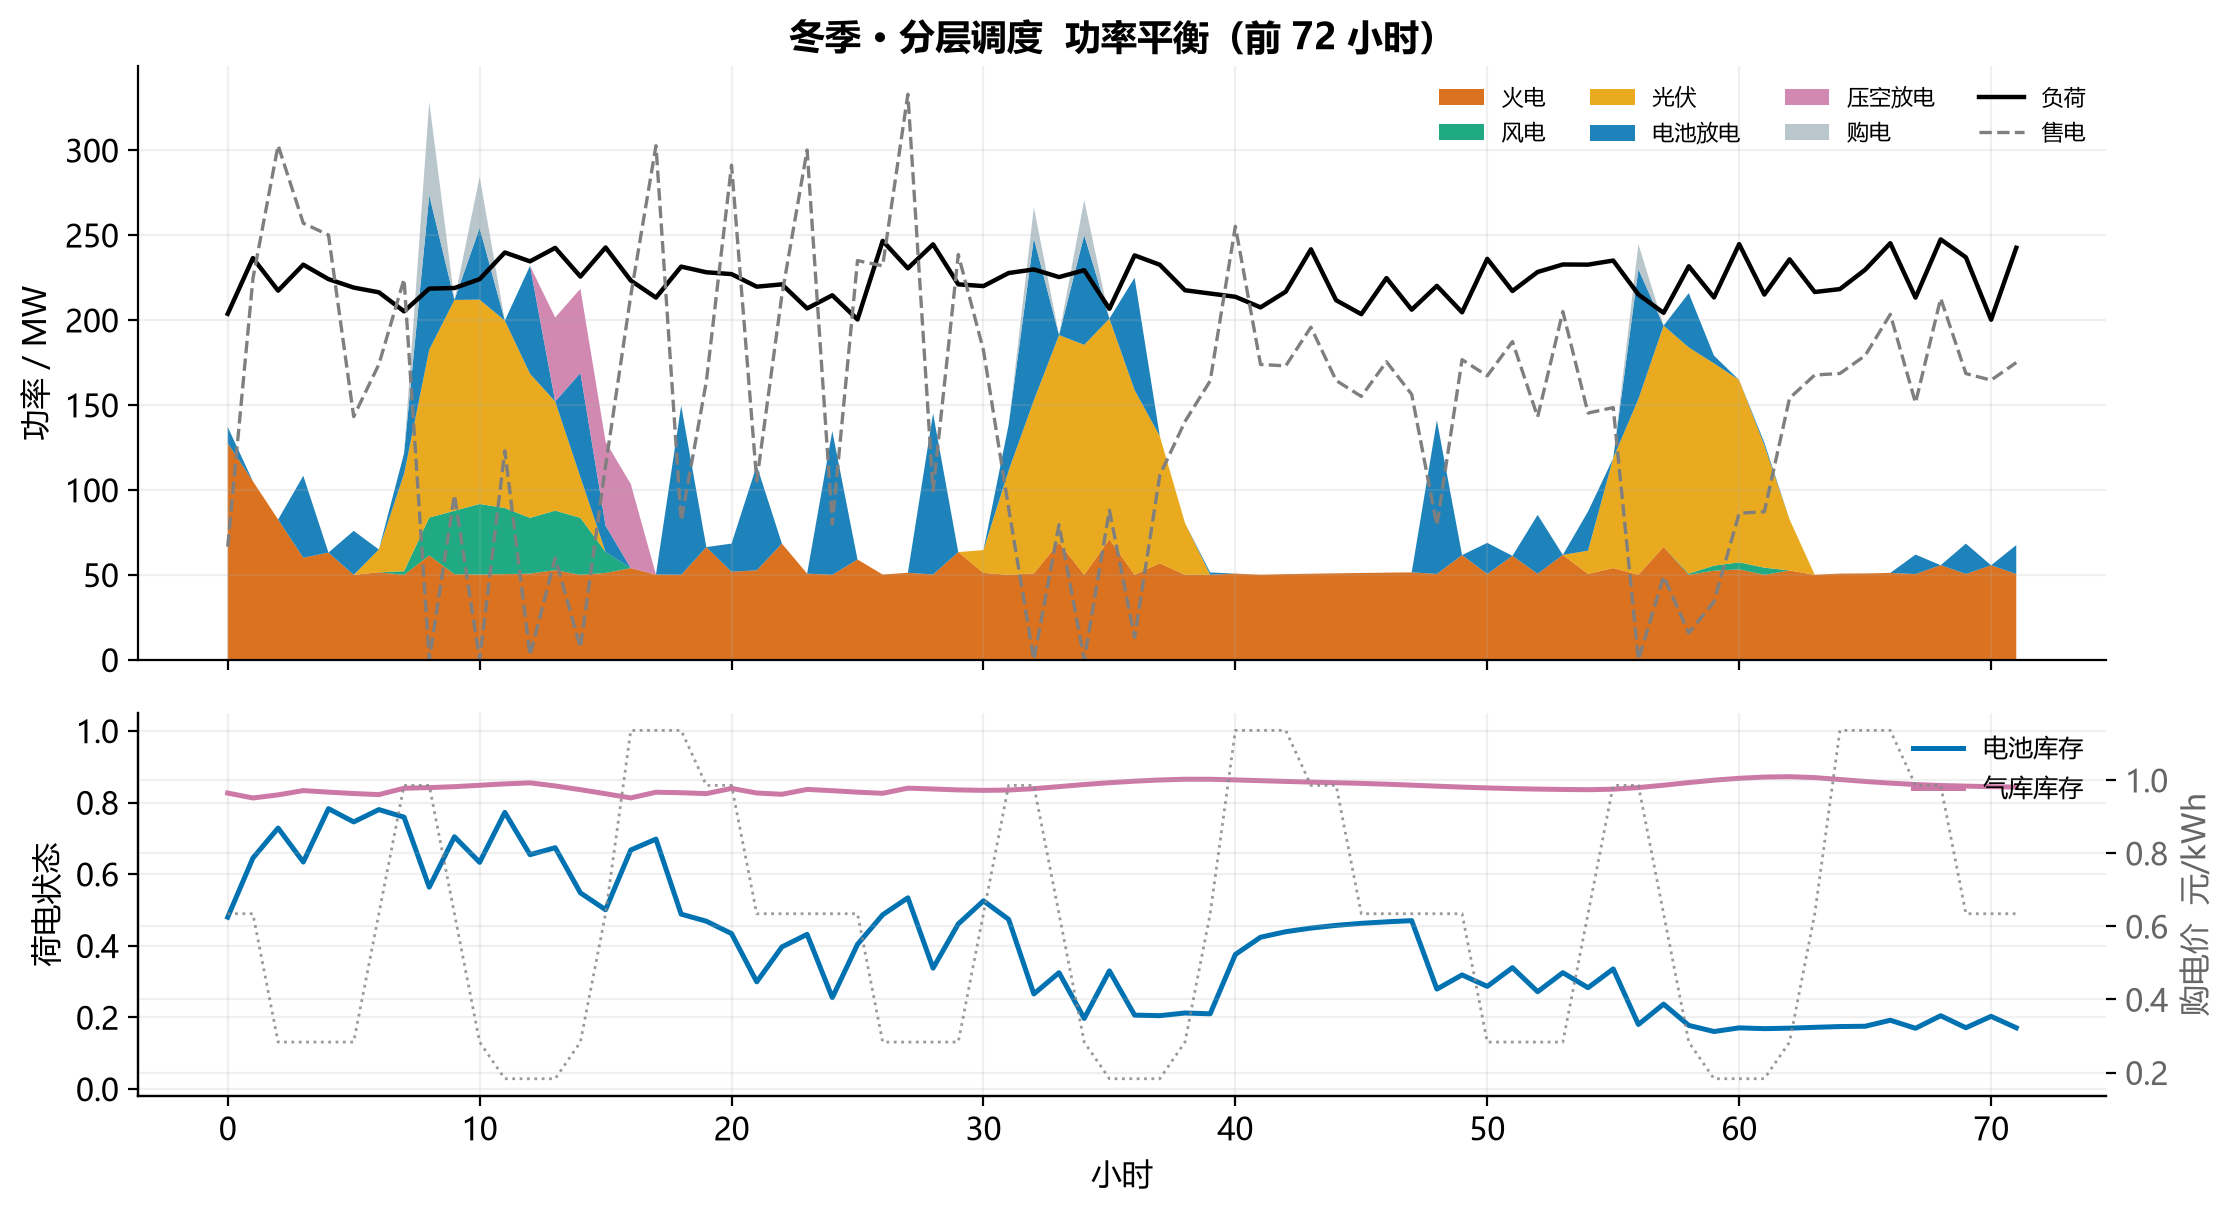 冬季·分层调度 功率平衡（前 72 小时）
功率 / MW
300
250
200
150
100
50
0
火电
光伏
压空放电
负荷
风电
电池放电
购电
售电
荷电状态
1.0
0.8
0.6
0.4
0.2
0.0
电池库存
气库库存
1.0
0.8
0.6
0.4
0.2
购电价 元/kWh
0 10 20 30 40 50 60 70
小时